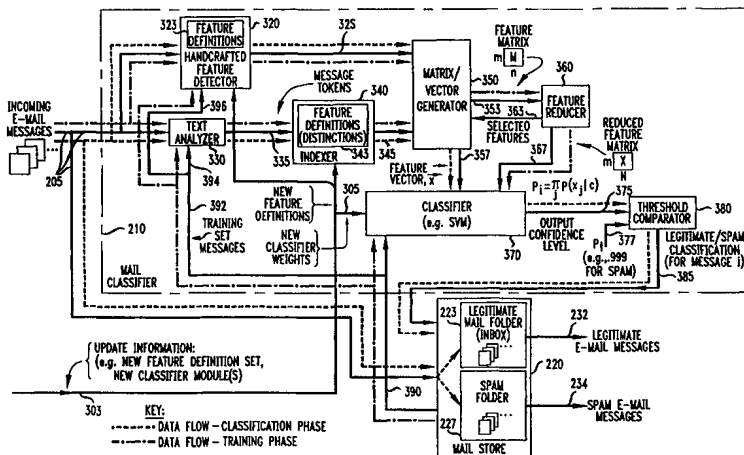 323
320
FEATURE
DEFINITIONS
HANDCRAFTED
FEATURE
DETECTOR
325
FEATURE
MATRIX
m M
n
350
MATRIX/
VECTOR
GENERATOR
353
363
SELECTED
FEATURES
360
FEATURE
REDUCER
MESSAGE
TOKENS
340
FEATURE
DEFINITIONS
(DISTINCTIONS)
343
INDEXER
345
INCOMING
E-MAIL
MESSAGES
205
396
TEXT
ANALYZER
330
335
394
392
210
TRAINING
SET
MESSAGES
MAIL
CLASSIFIER
FEATURE
VECTOR, x
357
367
REDUCED
FEATURE
MATRIX
m X
N
305
NEW
FEATURE
DEFINITIONS
NEW
CLASSIFIER
WEIGHTS
CLASSIFIER
(e.g. SVM)
370
Pi=πP(xj|c)
j
375
OUTPUT
CONFIDENCE
LEVEL
Pt
377
(e.g., .999
FOR SPAM)
THRESHOLD
COMPARATOR
380
LEGITIMATE/SPAM
CLASSIFICATION
(FOR MESSAGE i)
385
UPDATE INFORMATION:
(e.g. NEW FEATURE DEFINITION SET,
NEW CLASSIFIER MODULE(S)
303
390
223
LEGITIMATE
MAIL FOLDER
(INBOX)
232
LEGITIMATE
E-MAIL MESSAGES
220
SPAM
FOLDER
234
SPAM E-MAIL
MESSAGES
227
MAIL STORE
KEY:
DATA FLOW – CLASSIFICATION PHASE
DATA FLOW – TRAINING PHASE